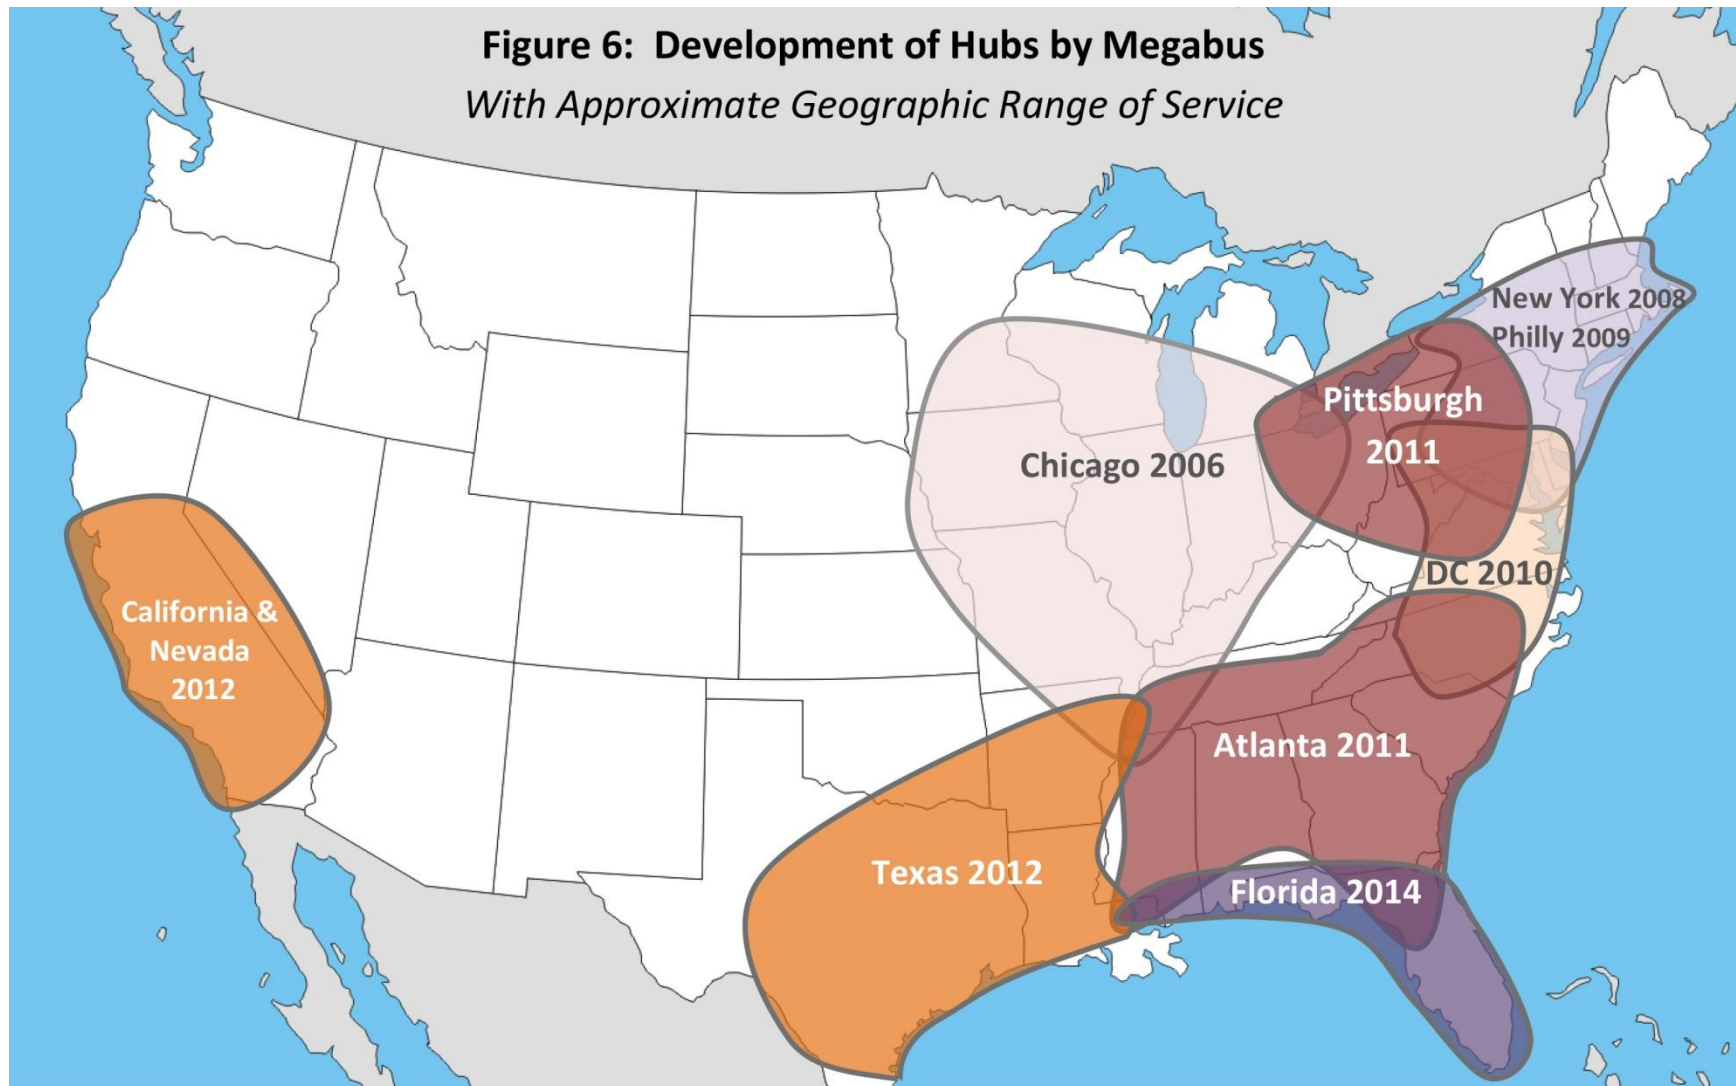 Figure 6:  Development of Hubs by Megabus
With Approximate Geographic Range of Service
New York 2008
Philly 2009
Pittsburgh
2011
Chicago 2006
DC 2010
California &
Nevada
2012
Atlanta 2011
Texas 2012
Florida 2014